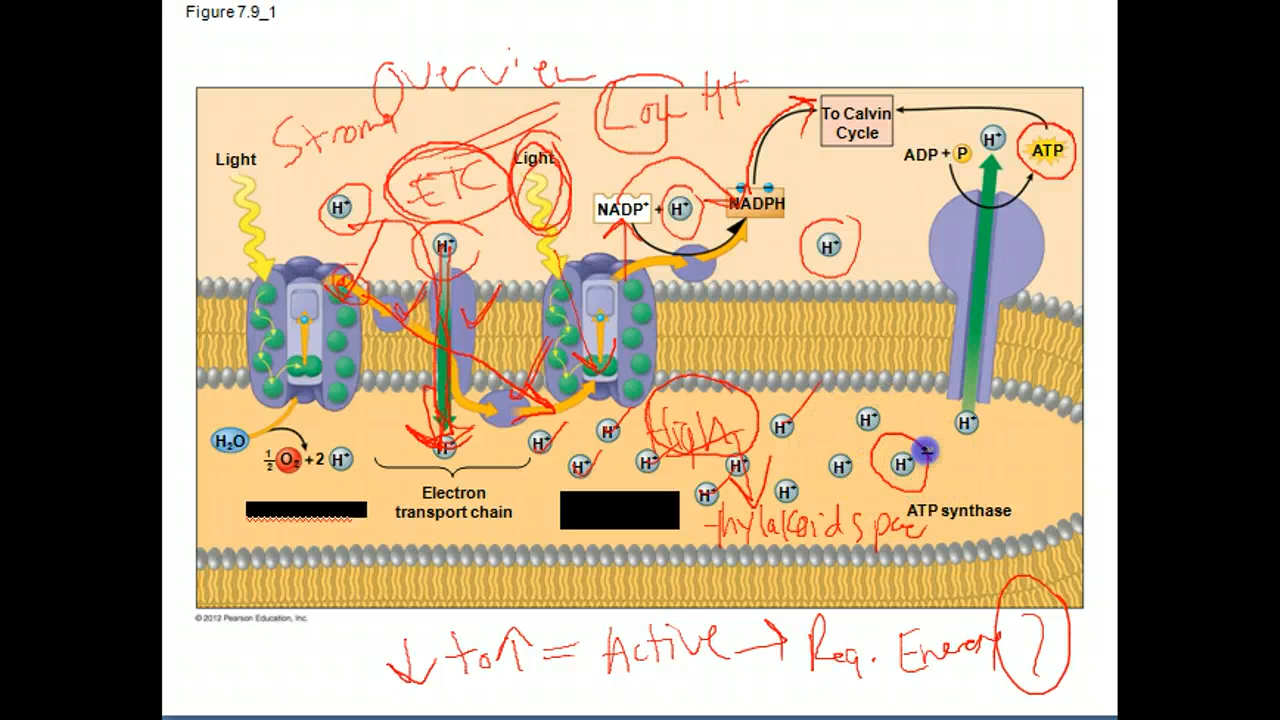 Figure 7.9_1
Overview
Stroma
Low H+
ETC
Light
Light
To Calvin
Cycle
ADP + P
H+
ATP
H+
NADP+ + H+
NADPH
H+
H+
H2O
1/2 O2 + 2 H+
H+
H+
H+
H+
H+
H+
H+
H+
H+
H+
H+
H+
H+
Electron
transport chain
thylakoid space
ATP synthase
© 2012 Pearson Education, Inc.
↓ to ↑ = Active → Req. Energy ?